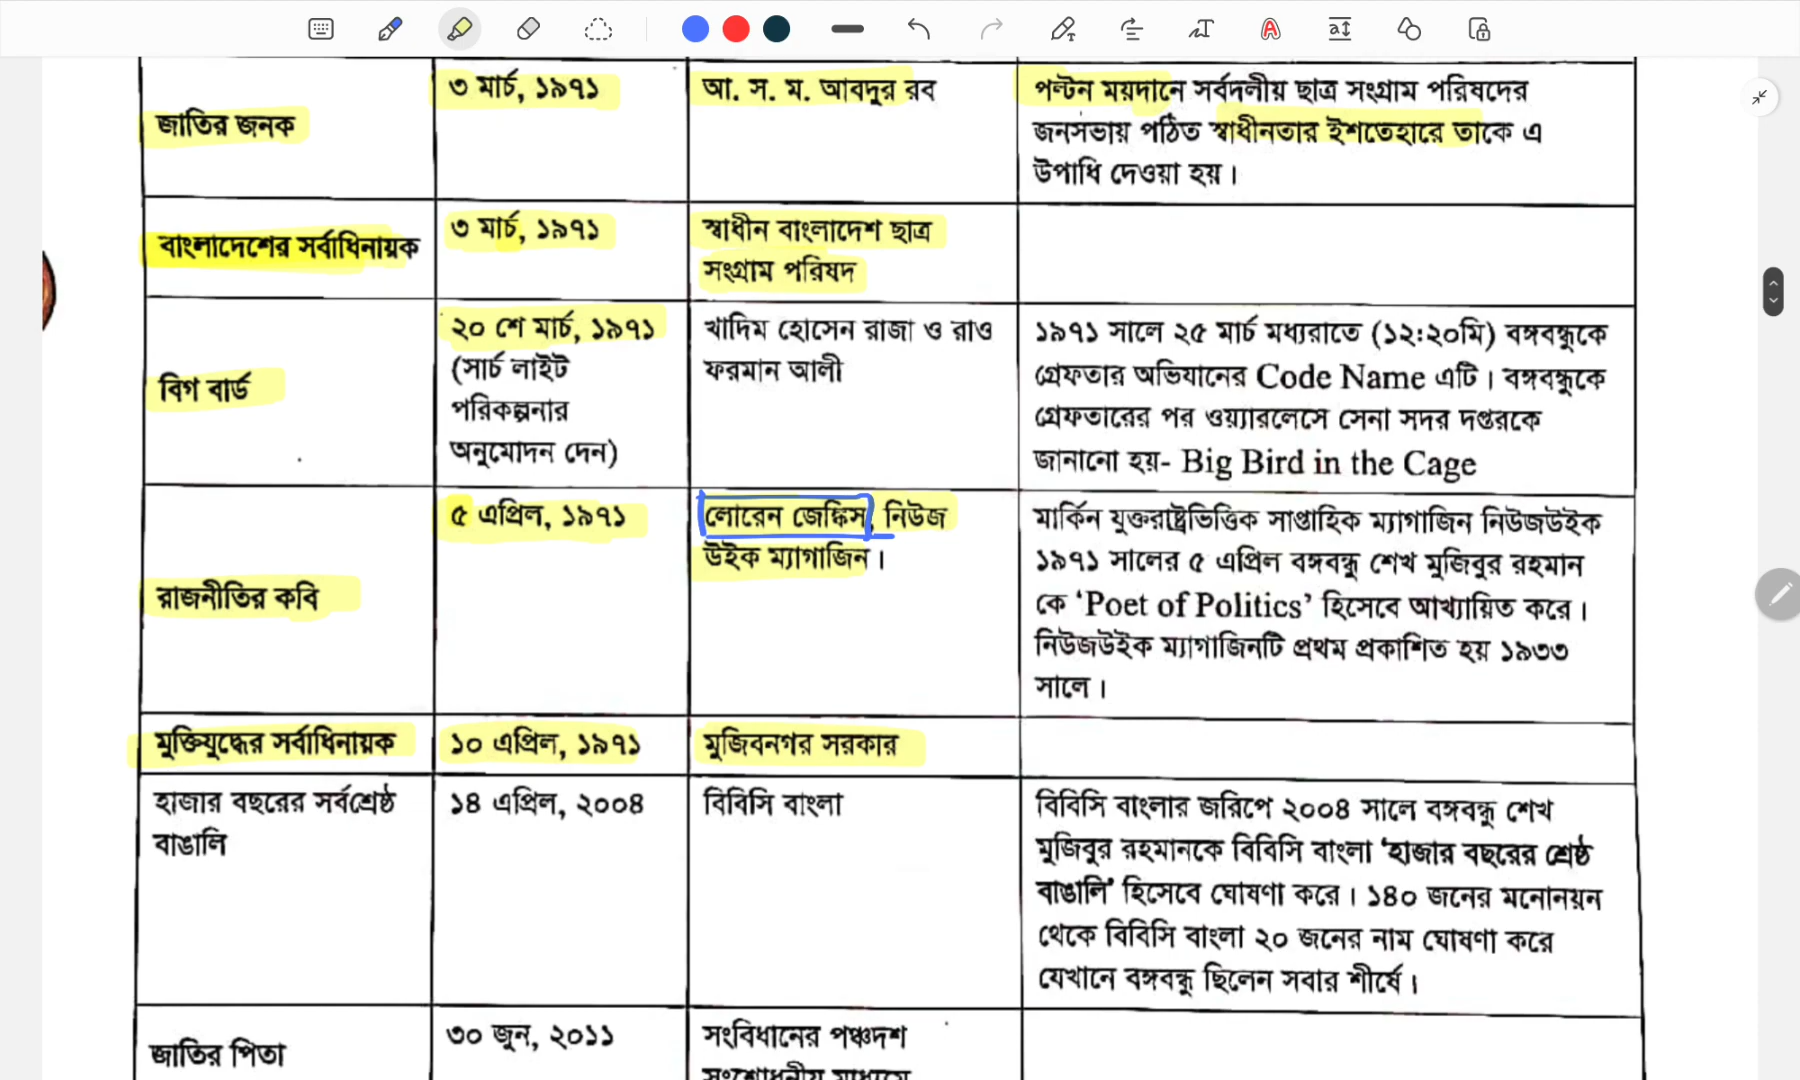 জাতির জনক
৩ মার্চ, ১৯৭১
আ. স. ম. আবদুর রব
পল্টন ময়দানে সর্বদলীয় ছাত্র সংগ্রাম পরিষদের
জনসভায় পঠিত স্বাধীনতার ইশতেহারে তাকে এ
উপাধি দেওয়া হয়।
বাংলাদেশের সর্বাধিনায়ক
৩ মার্চ, ১৯৭১
স্বাধীন বাংলাদেশ ছাত্র
সংগ্রাম পরিষদ
বিগ বার্ড
২০ শে মার্চ, ১৯৭১
(সার্চ লাইট
পরিকল্পনার
অনুমোদন দেন)
খাদিম হোসেন রাজা ও রাও
ফরমান আলী
১৯৭১ সালে ২৫ মার্চ মধ্যরাতে (১২:২০মি) বঙ্গবন্ধুকে
গ্রেফতার অভিযানের Code Name এটি। বঙ্গবন্ধুকে
গ্রেফতারের পর ওয়্যারলেসে সেনা সদর দপ্তরকে
জানানো হয়- Big Bird in the Cage
রাজনীতির কবি
৫ এপ্রিল, ১৯৭১
লোরেন জেঙ্কিস, নিউজ
উইক ম্যাগাজিন।
মার্কিন যুক্তরাষ্ট্রভিত্তিক সাপ্তাহিক ম্যাগাজিন নিউজউইক
১৯৭১ সালের ৫ এপ্রিল বঙ্গবন্ধু শেখ মুজিবুর রহমান
কে ‘Poet of Politics’ হিসেবে আখ্যায়িত করে।
নিউজউইক ম্যাগাজিনটি প্রথম প্রকাশিত হয় ১৯৩৩
সালে।
মুক্তিযুদ্ধের সর্বাধিনায়ক
১০ এপ্রিল, ১৯৭১
মুজিবনগর সরকার
হাজার বছরের সর্বশ্রেষ্ঠ
বাঙালি
১৪ এপ্রিল, ২০০৪
বিবিসি বাংলা
বিবিসি বাংলার জরিপে ২০০৪ সালে বঙ্গবন্ধু শেখ
মুজিবুর রহমানকে বিবিসি বাংলা ‘হাজার বছরের শ্রেষ্ঠ
বাঙালি’ হিসেবে ঘোষণা করে। ১৪০ জনের মনোনয়ন
থেকে বিবিসি বাংলা ২০ জনের নাম ঘোষণা করে
যেখানে বঙ্গবন্ধু ছিলেন সবার শীর্ষে।
জাতির পিতা
৩০ জুন, ২০১১
সংবিধানের পঞ্চদশ
সংশোধনীর মাধ্যমে